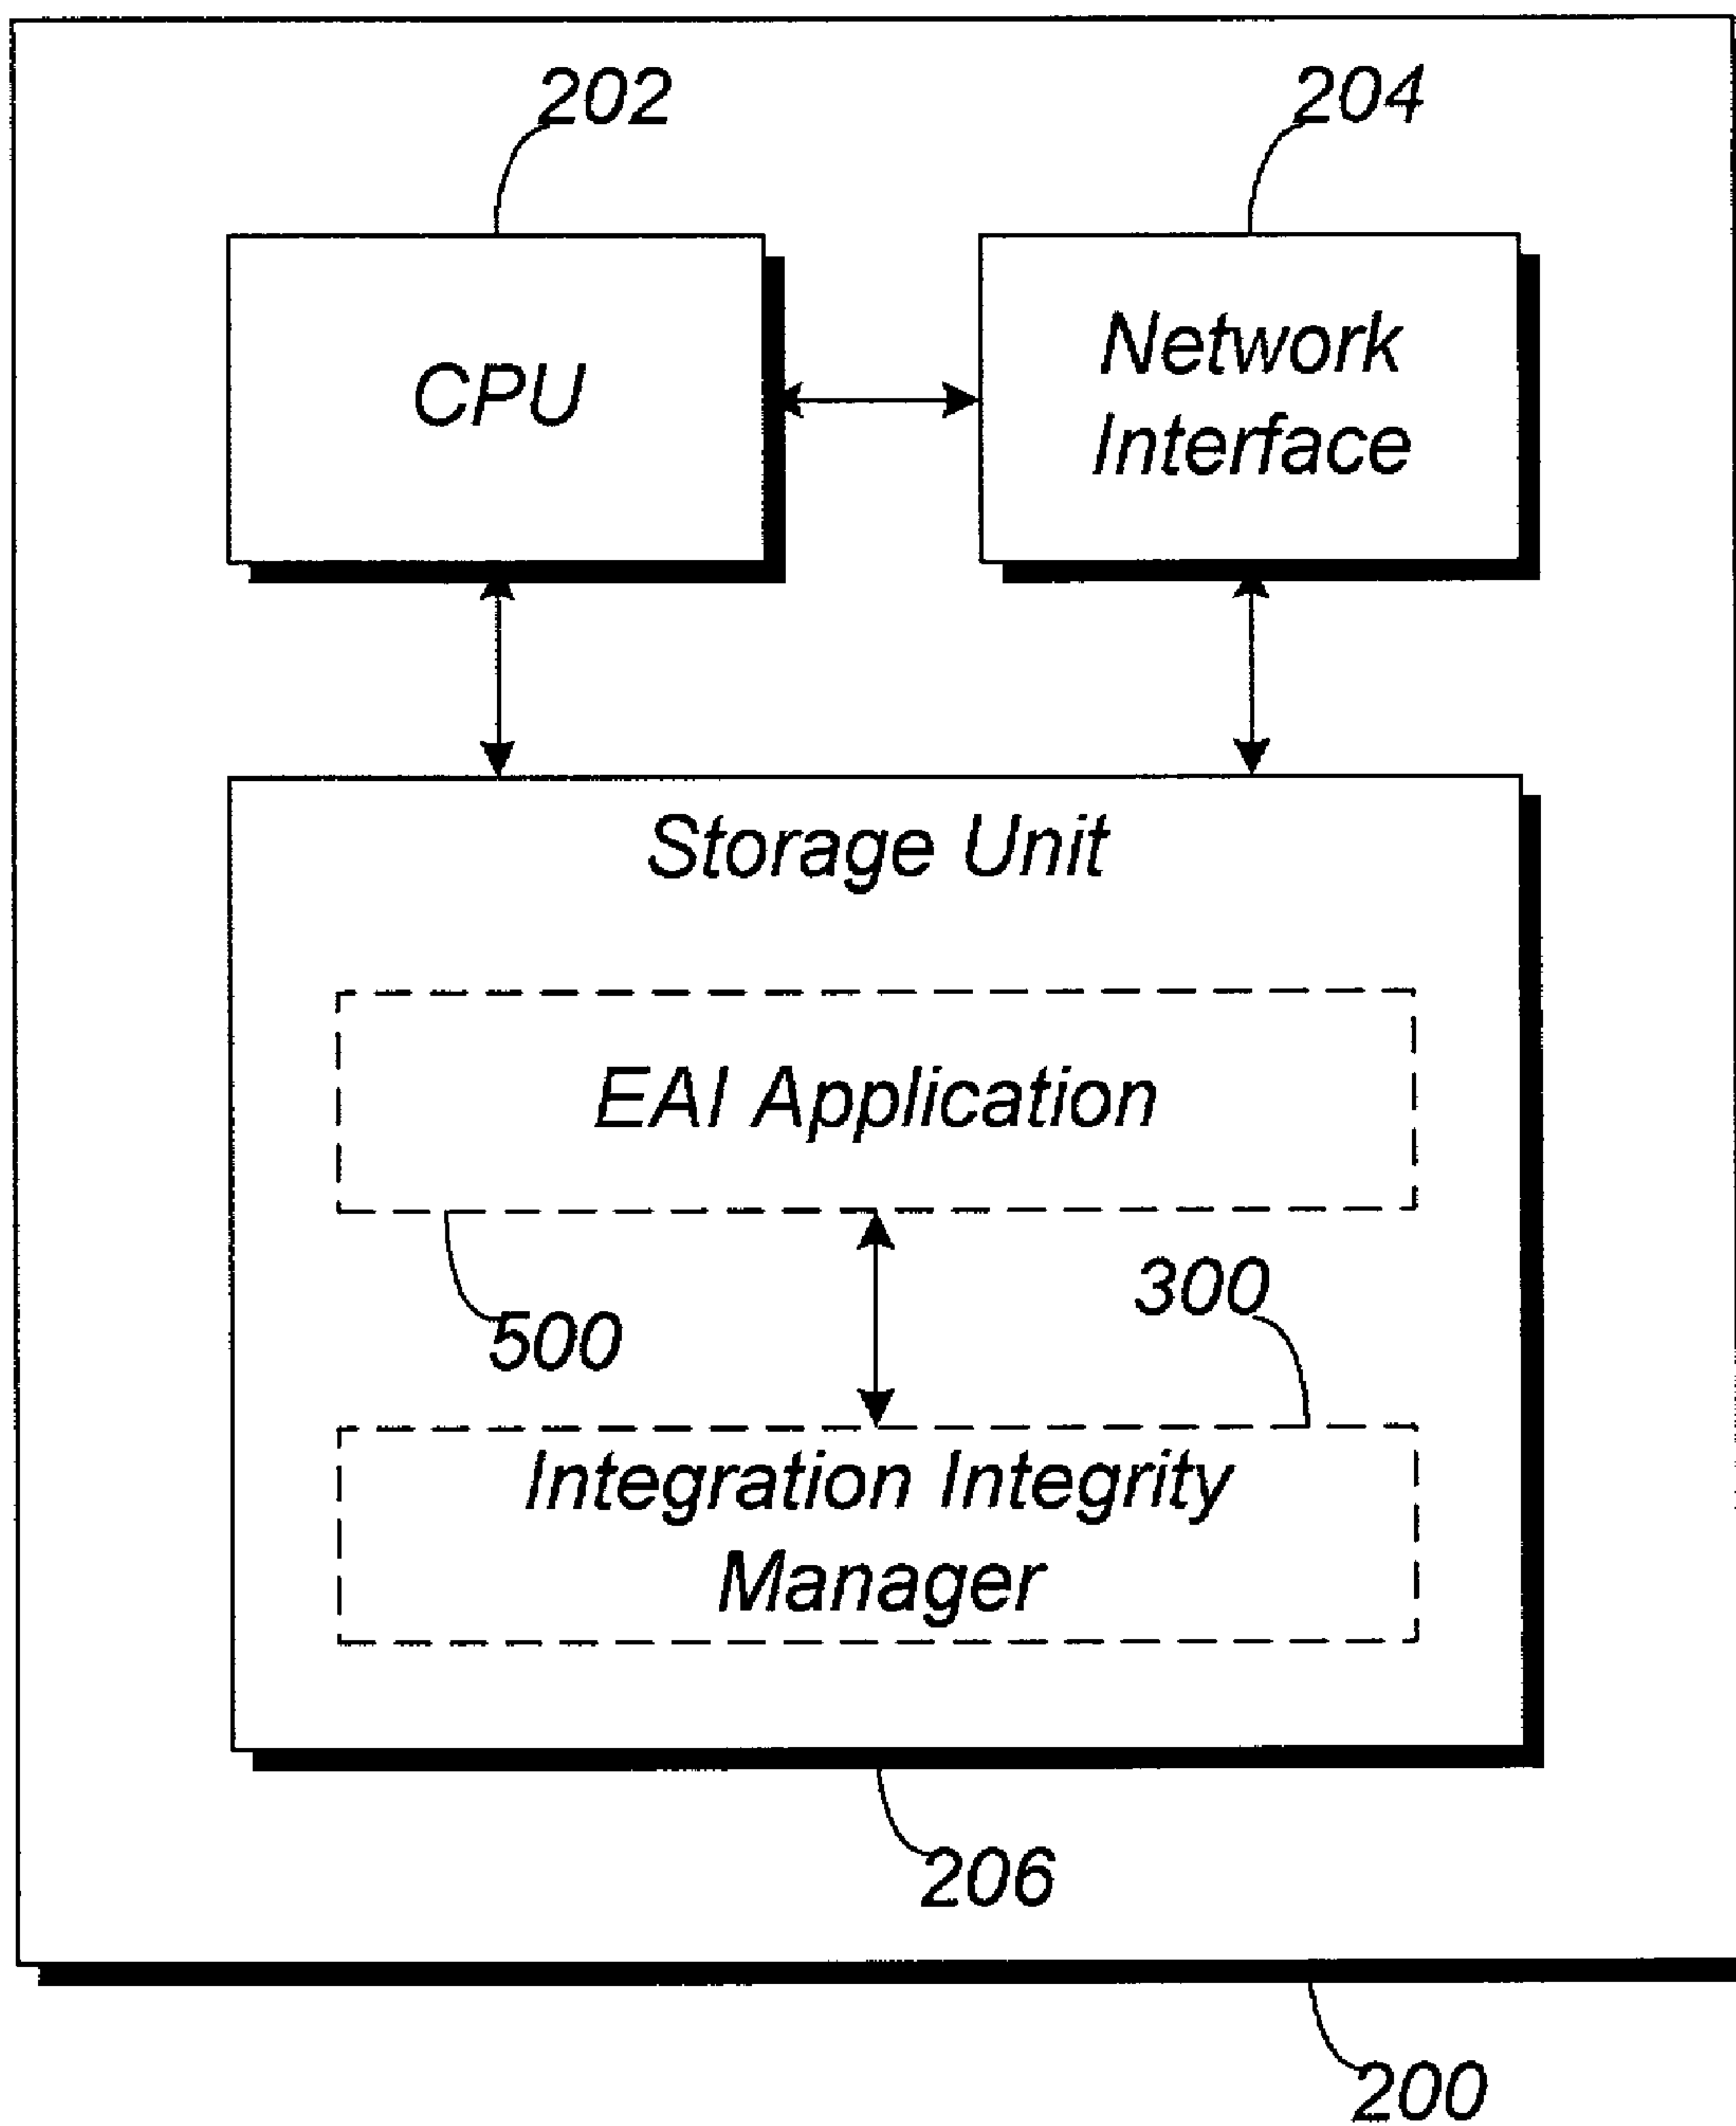 202
204
CPU
Network
Interface
Storage Unit
EAI Application
500
300
Integration Integrity
Manager
206
200